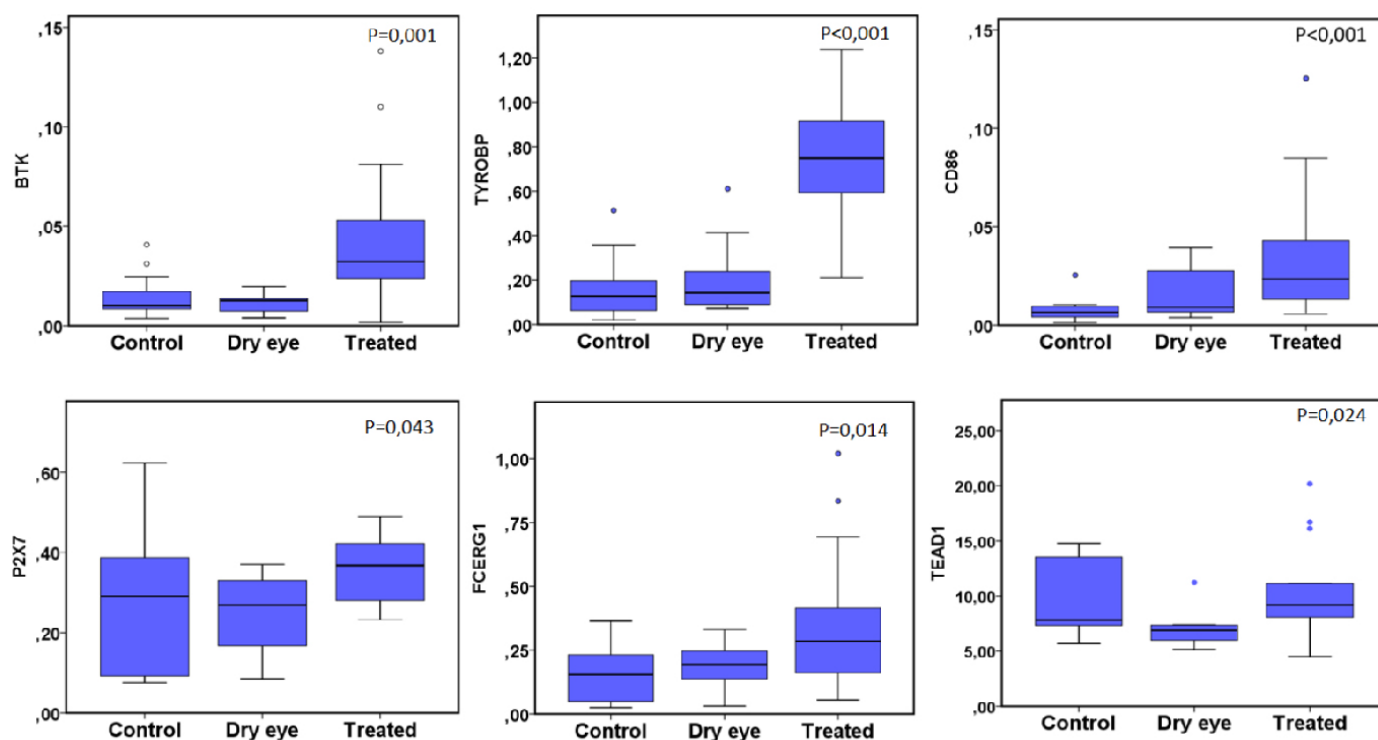 P=0,001
,15
,10
,05
,00
BTK
Control Dry eye Treated
P<0,001
1,20
1,00
,80
,60
,40
,20
,00
TYROBP
Control Dry eye Treated
P<0,001
,15
,10
,05
,00
CD86
Control Dry eye Treated
P=0,043
,60
,40
,20
,00
P2X7
Control Dry eye Treated
P=0,014
1,00
,75
,50
,25
,00
FCERG1
Control Dry eye Treated
P=0,024
25,00
20,00
15,00
10,00
5,00
,00
TEAD1
Control Dry eye Treated